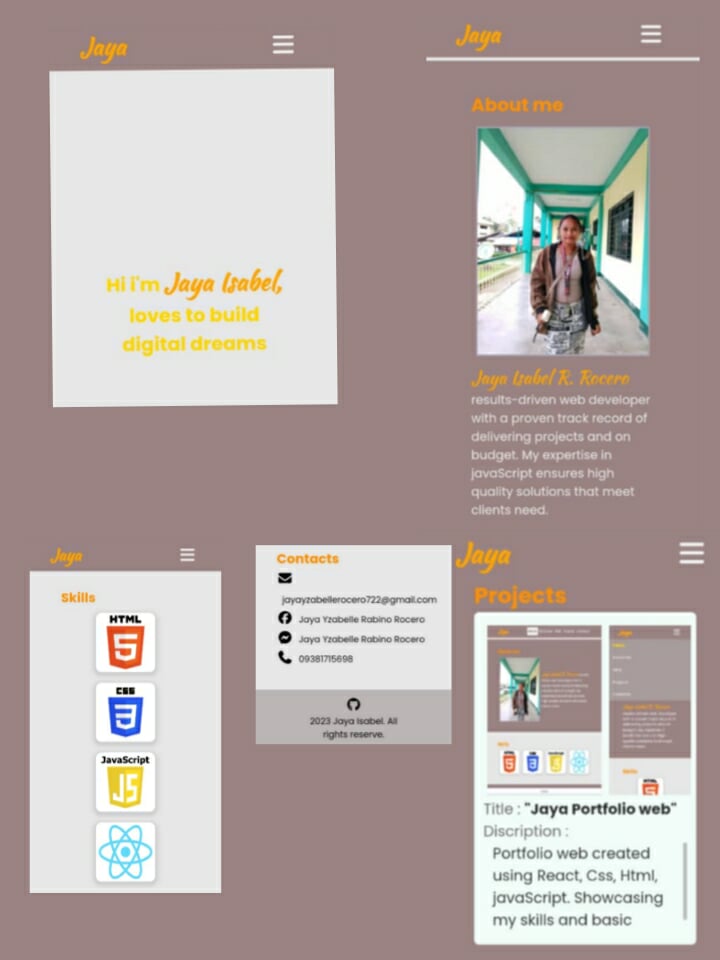 Jaya
Hi i'm Jaya Isabel,
loves to build
digital dreams
Jaya
About me
Jaya Isabel R. Rocero
results-driven web developer
with a proven track record of
delivering projects and on
budget. My expertise in
javaScript ensures high
quality solutions that meet
clients need.
Jaya
Skills
HTML
5
CSS
3
JavaScript
JS
Contacts
jayayzabellerocero722@gmail.com
Jaya Yzabelle Rabino Rocero
Jaya Yzabelle Rabino Rocero
09381715698
2023 Jaya Isabel. All
rights reserve.
Jaya
Projects
Title : "Jaya Portfolio web"
Discription :
Portfolio web created
using React, Css, Html,
javaScript. Showcasing
my skills and basic